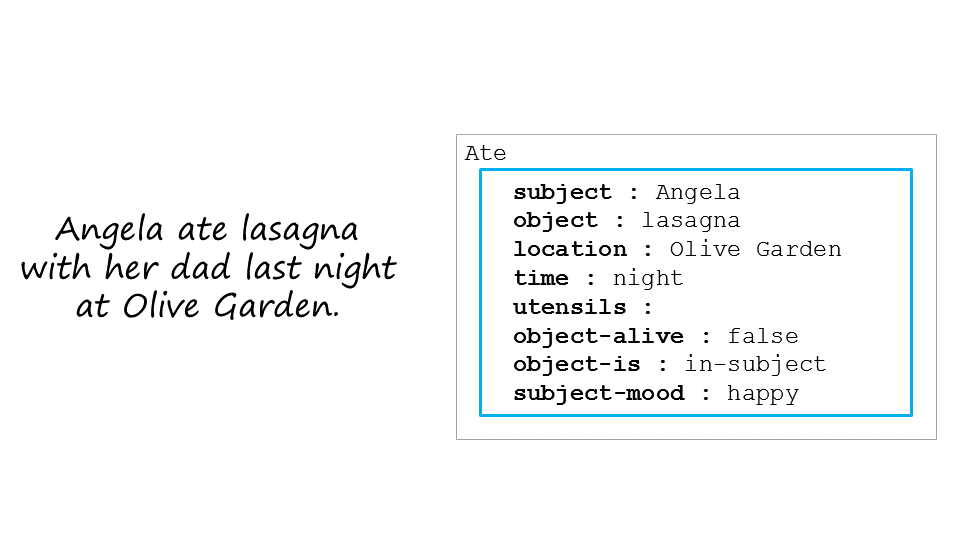 Angela ate lasagna
with her dad last night
at Olive Garden.
Ate
subject : Angela
object : lasagna
location : Olive Garden
time : night
utensils :
object-alive : false
object-is : in-subject
subject-mood : happy